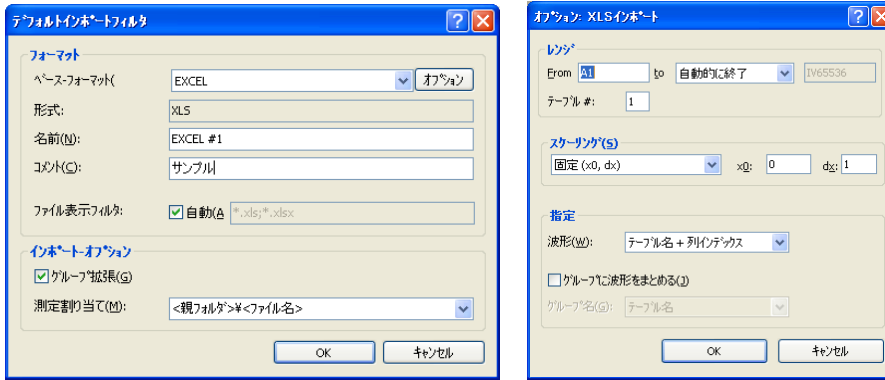 デフォルトインポートフィルタ
フォーマット
ベース-フォーマット(
EXCEL
オプション
形式:
XLS
名前(N):
EXCEL #1
コメント(C):
サンプル
ファイル表示フィルタ:
自動(A
*.xls;*.xlsx
インポート-オプション
グループ拡張(G)
測定割り当て(M):
<親フォルダ>¥<ファイル名>
OK
キャンセル
オプション: XLSインポート
レンジ
From
A1
to
自動的に終了
IV65536
テーブル #:
1
スケーリング(S)
固定 (x0, dx)
x0:
0
dx:
1
指定
波形(W):
テーブル名 + 列インデックス
グループに波形をまとめる(J)
グループ名(G):
テーブル名
OK
キャンセル